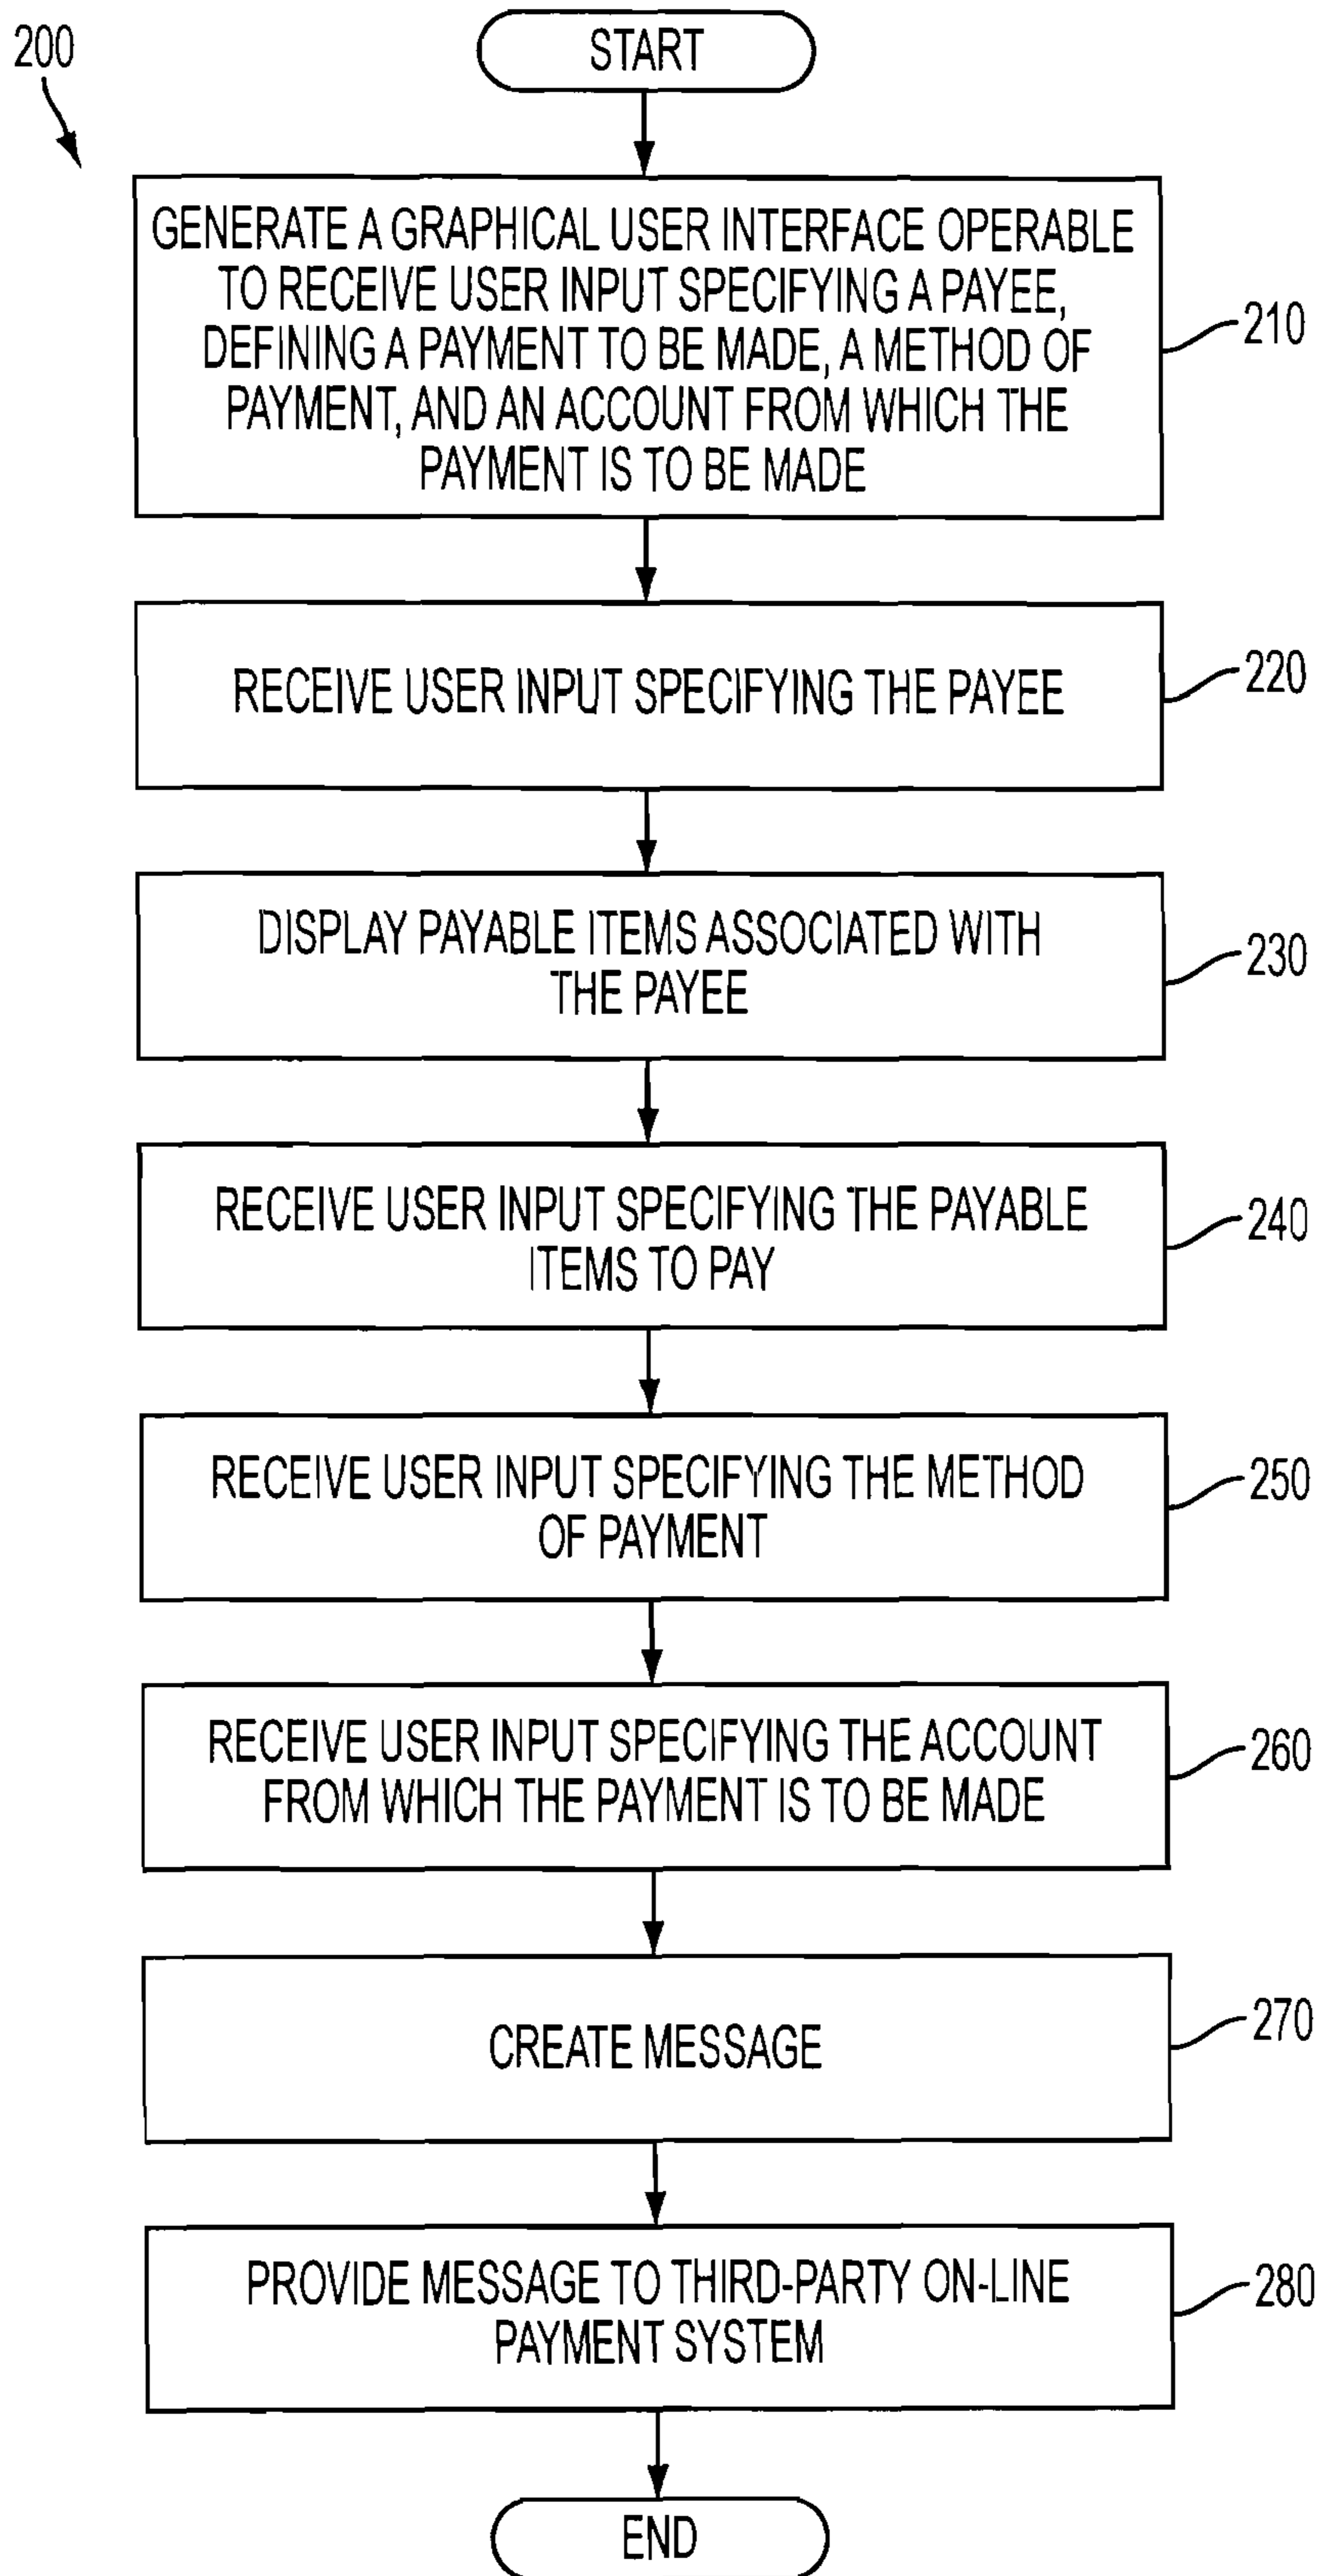 200
START
GENERATE A GRAPHICAL USER INTERFACE OPERABLE
TO RECEIVE USER INPUT SPECIFYING A PAYEE,
DEFINING A PAYMENT TO BE MADE, A METHOD OF
PAYMENT, AND AN ACCOUNT FROM WHICH THE
PAYMENT IS TO BE MADE
210
RECEIVE USER INPUT SPECIFYING THE PAYEE
220
DISPLAY PAYABLE ITEMS ASSOCIATED WITH
THE PAYEE
230
RECEIVE USER INPUT SPECIFYING THE PAYABLE
ITEMS TO PAY
240
RECEIVE USER INPUT SPECIFYING THE METHOD
OF PAYMENT
250
RECEIVE USER INPUT SPECIFYING THE ACCOUNT
FROM WHICH THE PAYMENT IS TO BE MADE
260
CREATE MESSAGE
270
PROVIDE MESSAGE TO THIRD-PARTY ON-LINE
PAYMENT SYSTEM
280
END